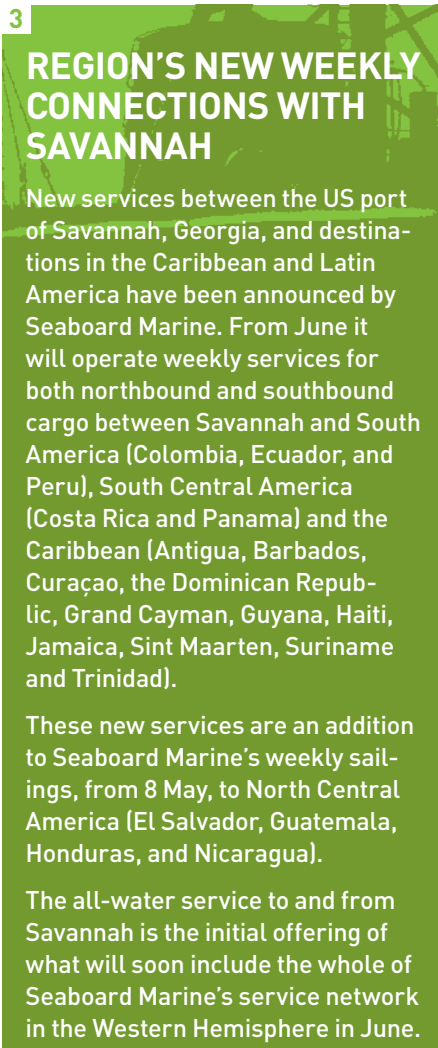 3
REGION'S NEW WEEKLY
CONNECTIONS WITH
SAVANNAH
New services between the US port
of Savannah, Georgia, and destina-
tions in the Caribbean and Latin
America have been announced by
Seaboard Marine. From June it
will operate weekly services for
both northbound and southbound
cargo between Savannah and South
America (Colombia, Ecuador, and
Peru), South Central America
(Costa Rica and Panama) and the
Caribbean (Antigua, Barbados,
Curaçao, the Dominican Repub-
lic, Grand Cayman, Guyana, Haiti,
Jamaica, Sint Maarten, Suriname
and Trinidad).
These new services are an addition
to Seaboard Marine's weekly sail-
ings, from 8 May, to North Central
America (El Salvador, Guatemala,
Honduras, and Nicaragua).
The all-water service to and from
Savannah is the initial offering of
what will soon include the whole of
Seaboard Marine's service network
in the Western Hemisphere in June.